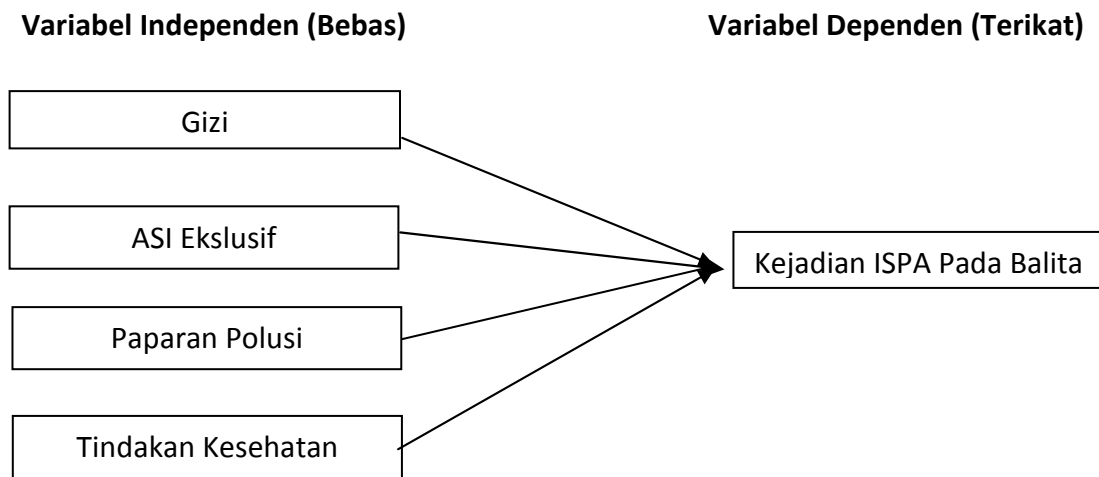 Variabel Independen (Bebas)
Variabel Dependen (Terikat)
Gizi
ASI Ekslusif
Paparan Polusi
Tindakan Kesehatan
Kejadian ISPA Pada Balita